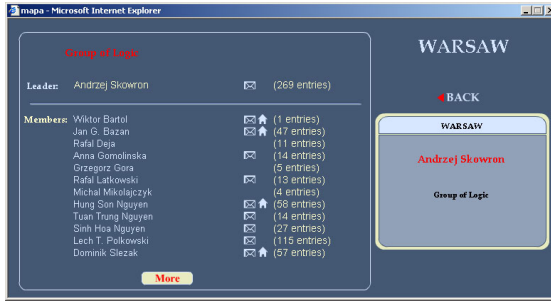 mapa - Microsoft Internet Explorer
Group of Logic
Leader: Andrzej Skowron (269 entries)
Members: Wiktor Bartol (1 entries)
Jan G. Bazan (47 entries)
Rafal Deja (11 entries)
Anna Gomolinska (14 entries)
Grzegorz Gora (5 entries)
Rafal Latkowski (13 entries)
Michal Mikolajczyk (4 entries)
Hung Son Nguyen (58 entries)
Tuan Trung Nguyen (14 entries)
Sinh Hoa Nguyen (27 entries)
Lech T. Polkowski (115 entries)
Dominik Slezak (57 entries)
More
WARSAW
BACK
WARSAW
Andrzej Skowron
Group of Logic